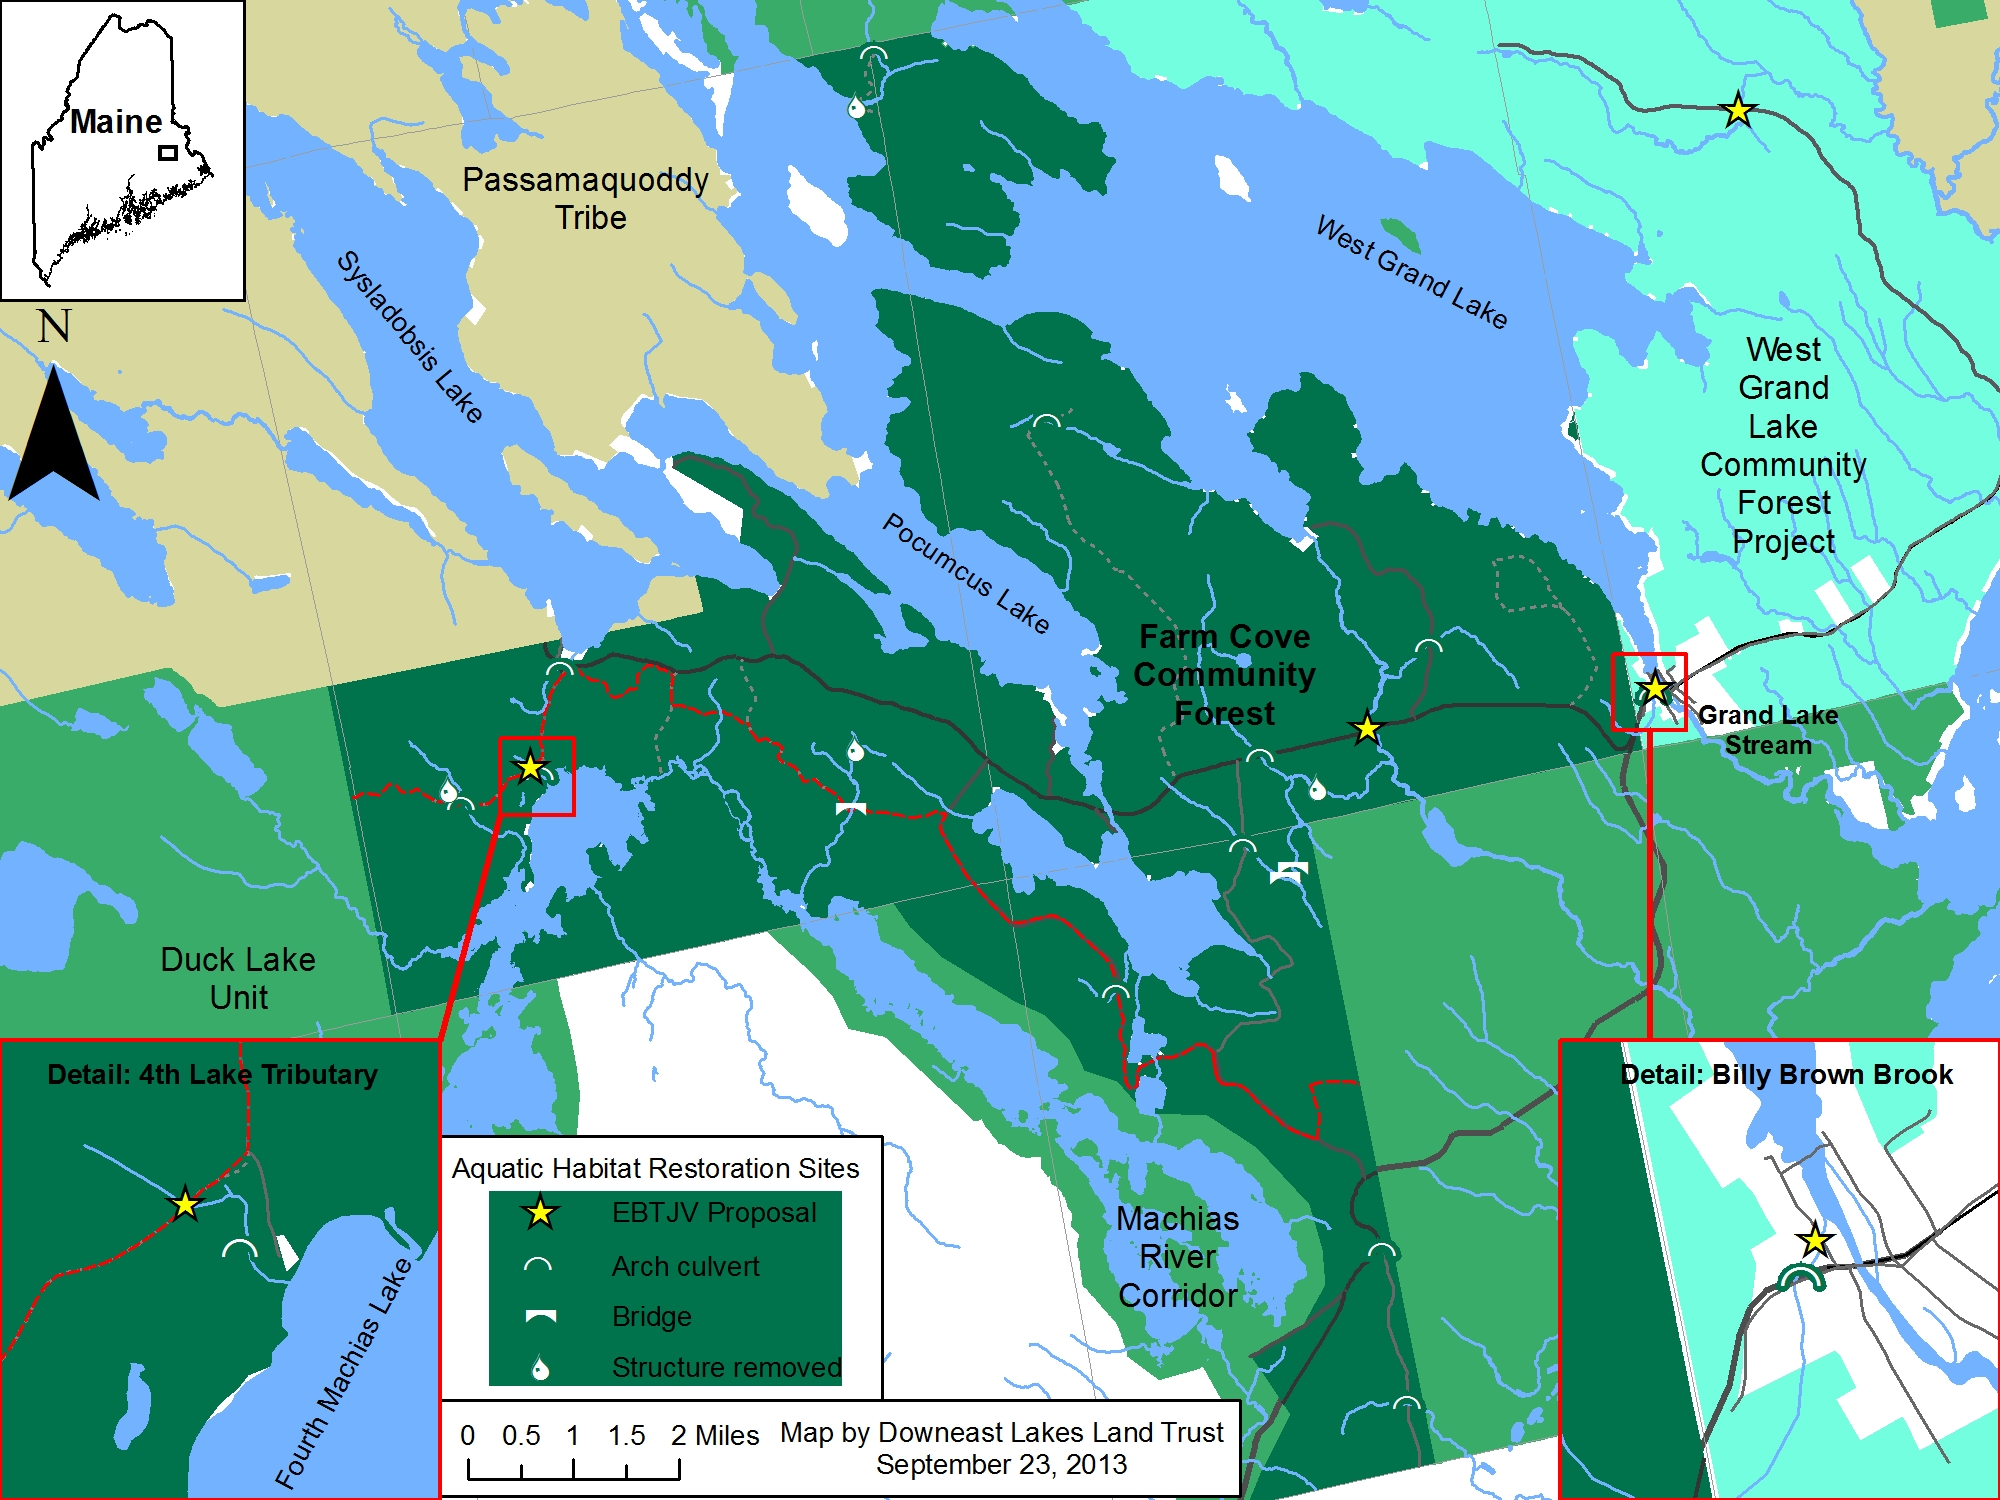 Maine
N
Passamaquoddy
Tribe
Sysladobsis Lake
West Grand Lake
West
Grand
Lake
Community
Forest
Project
Pocumcus Lake
Farm Cove
Community
Forest
Grand Lake
Stream
Duck Lake
Unit
Machias
River
Corridor
Detail: 4th Lake Tributary
Fourth Machias Lake
Detail: Billy Brown Brook
Aquatic Habitat Restoration Sites
EBTJV Proposal
Arch culvert
Bridge
Structure removed
0 0.5 1 1.5 2 Miles
Map by Downeast Lakes Land Trust
September 23, 2013